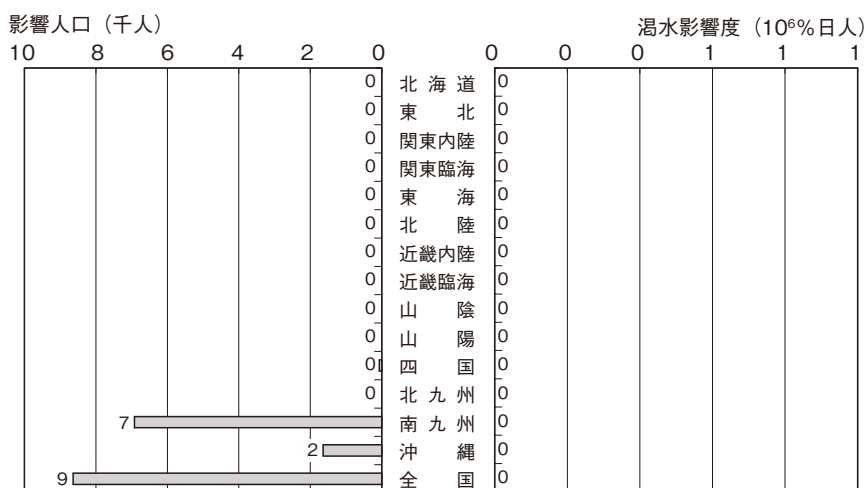 影響人口（千人） 渇水影響度（10⁶%日人）
10 8 6 4 2 0 0 0 0 1 1 1
0 北海道 0
0 東北 0
0 関東内陸 0
0 関東臨海 0
0 東海 0
0 北陸 0
0 近畿内陸 0
0 近畿臨海 0
0 山陰 0
0 山陽 0
0 四国 0
0 北九州 0
7 南九州 0
2 沖縄 0
9 全国 0